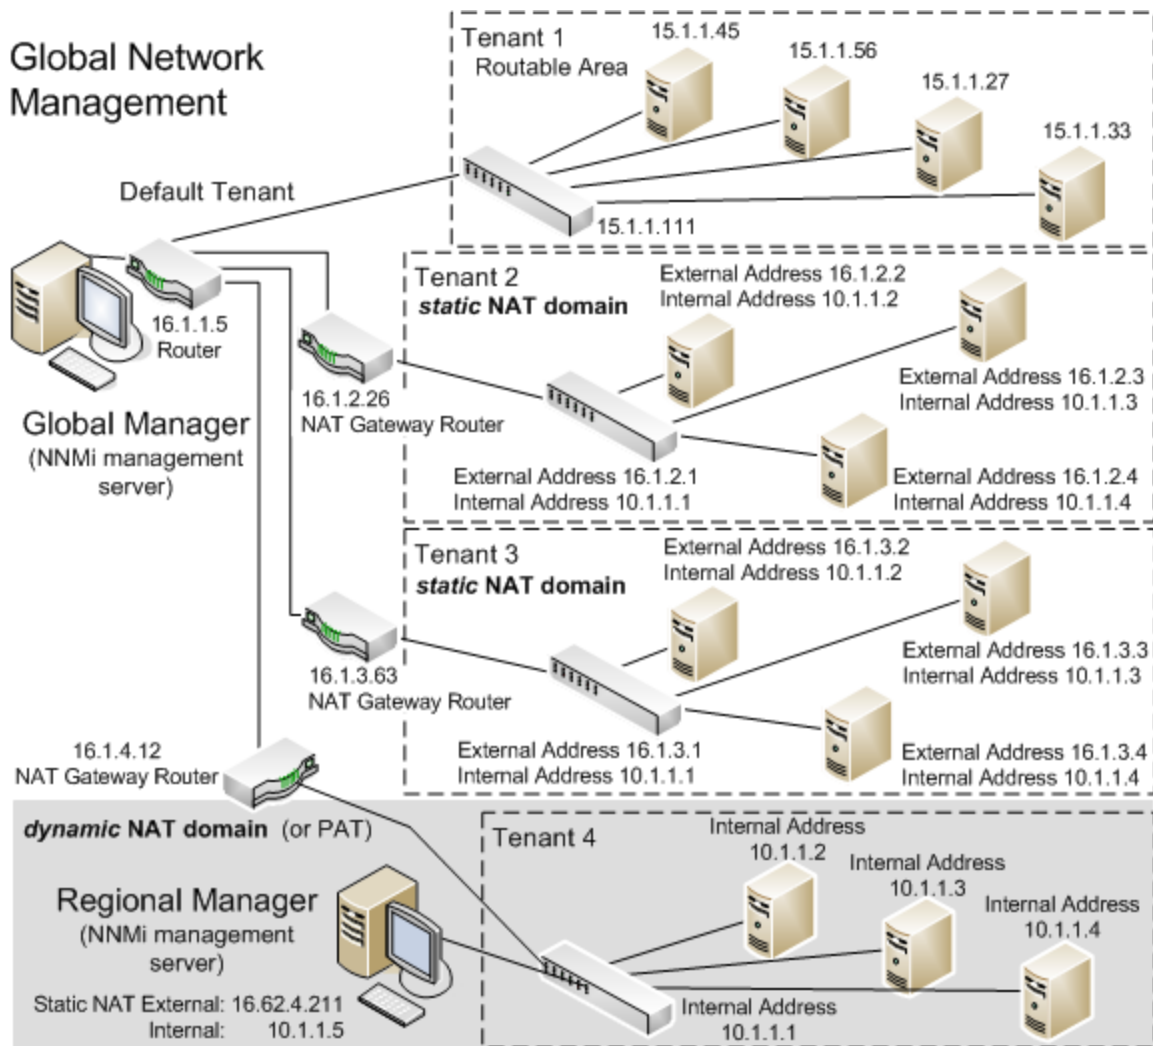 Global Network
Management
Tenant 1
Routable Area
15.1.1.45
15.1.1.56
15.1.1.27
15.1.1.33
15.1.1.111
Default Tenant
16.1.1.5
Router
Global Manager
(NNMi management
server)
Tenant 2
static NAT domain
External Address 16.1.2.2
Internal Address 10.1.1.2
16.1.2.26
NAT Gateway Router
External Address 16.1.2.3
Internal Address 10.1.1.3
External Address 16.1.2.1
Internal Address 10.1.1.1
External Address 16.1.2.4
Internal Address 10.1.1.4
Tenant 3
static NAT domain
External Address 16.1.3.2
Internal Address 10.1.1.2
16.1.3.63
NAT Gateway Router
External Address 16.1.3.3
Internal Address 10.1.1.3
External Address 16.1.3.1
Internal Address 10.1.1.1
External Address 16.1.3.4
Internal Address 10.1.1.4
16.1.4.12
NAT Gateway Router
dynamic NAT domain (or PAT)
Regional Manager
(NNMi management
server)
Static NAT External: 16.62.4.211
Internal: 10.1.1.5
Tenant 4
Internal Address
10.1.1.2
Internal Address
10.1.1.3
Internal Address
10.1.1.4
Internal Address
10.1.1.1